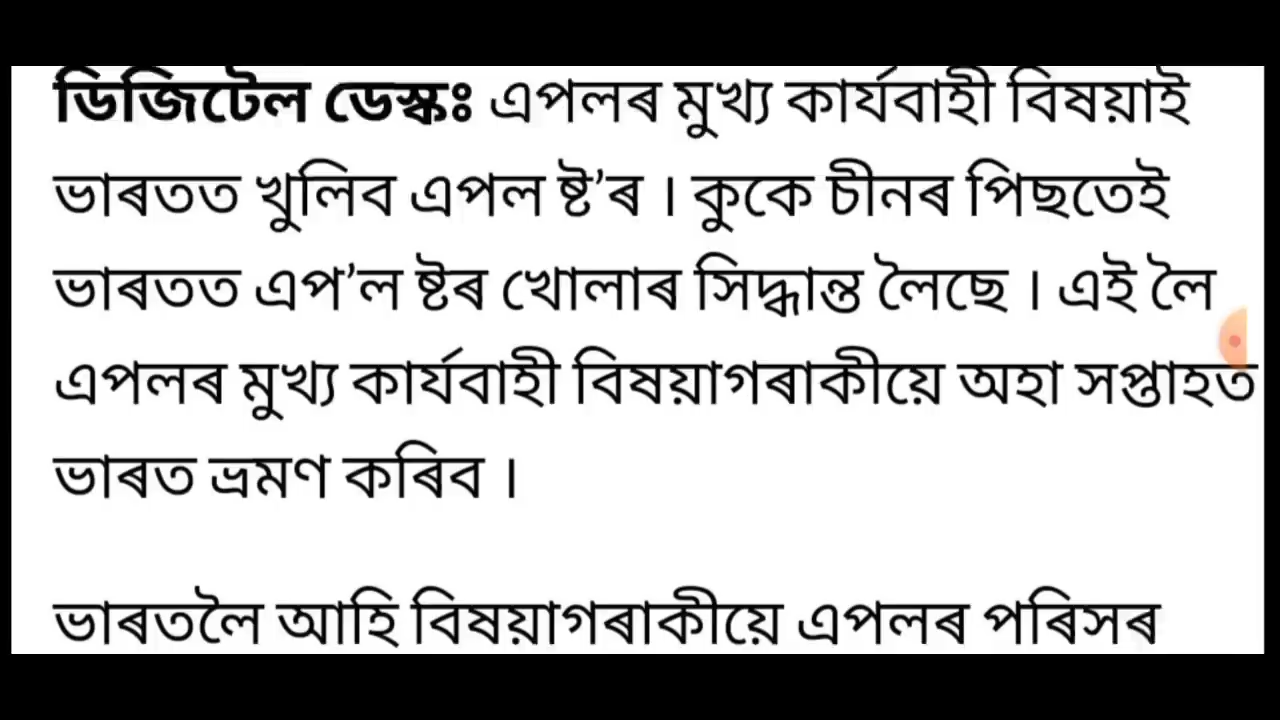 ডিজিটেল ডেস্কঃ এপলৰ মুখ্য কাৰ্যবাহী বিষয়াই
ভাৰতত খুলিব এপল ষ্ট’ৰ । কুকে চীনৰ পিছতেই
ভাৰতত এপ’ল ষ্টৰ খোলাৰ সিদ্ধান্ত লৈছে । এই লৈ
এপলৰ মুখ্য কাৰ্যবাহী বিষয়াগৰাকীয়ে অহা সপ্তাহত
ভাৰত ভ্ৰমণ কৰিব ।
ভাৰতলৈ আহি বিষয়াগৰাকীয়ে এপলৰ পৰিসৰ